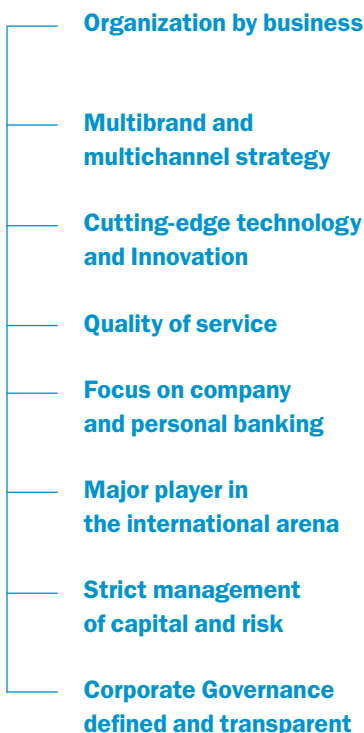 Organization by business
Multibrand and
multichannel strategy
Cutting-edge technology
and Innovation
Quality of service
Focus on company
and personal banking
Major player in
the international arena
Strict management
of capital and risk
Corporate Governance
defined and transparent